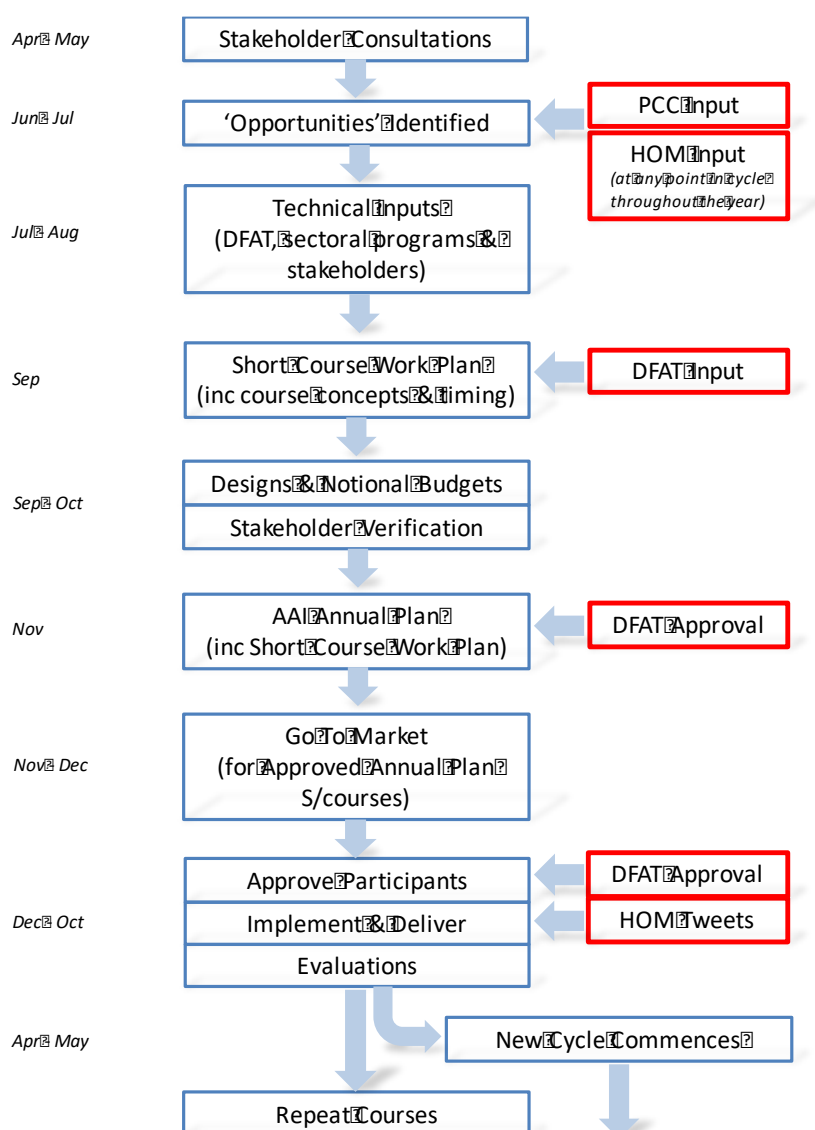 Apr - May
Stakeholder Consultations
Jun - Jul
‘Opportunities’ Identified
PCC Input
HOM Input
(at any point in cycle
throughout the year)
Jul - Aug
Technical Inputs
(DFAT, sectoral programs &
stakeholders)
Sep
Short Course Work Plan
(inc course concepts & timing)
DFAT Input
Sep - Oct
Designs & Notional Budgets
Stakeholder Verification
Nov
AAI Annual Plan
(inc Short Course Work Plan)
DFAT Approval
Nov - Dec
Go To Market
(for Approved Annual Plan
S/courses)
Approve Participants
DFAT Approval
Dec - Oct
Implement & Deliver
HOM Tweets
Evaluations
Apr - May
New Cycle Commences
Repeat Courses